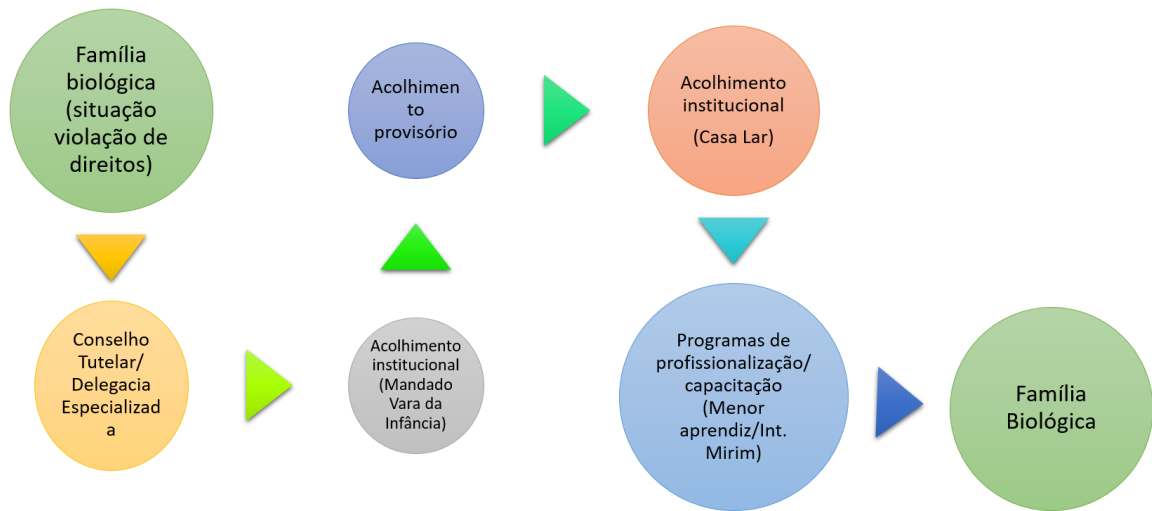 Família
biológica
(situação
violação de
direitos)
Conselho
Tutelar/
Delegacia
Especializad
a
Acolhimento
institucional
(Mandado
Vara da
Infância)
Acolhimen
to
provisório
Acolhimento
institucional
(Casa Lar)
Programas de
profissionalização/
capacitação
(Menor
aprendiz/Int.
Mirim)
Família
Biológica